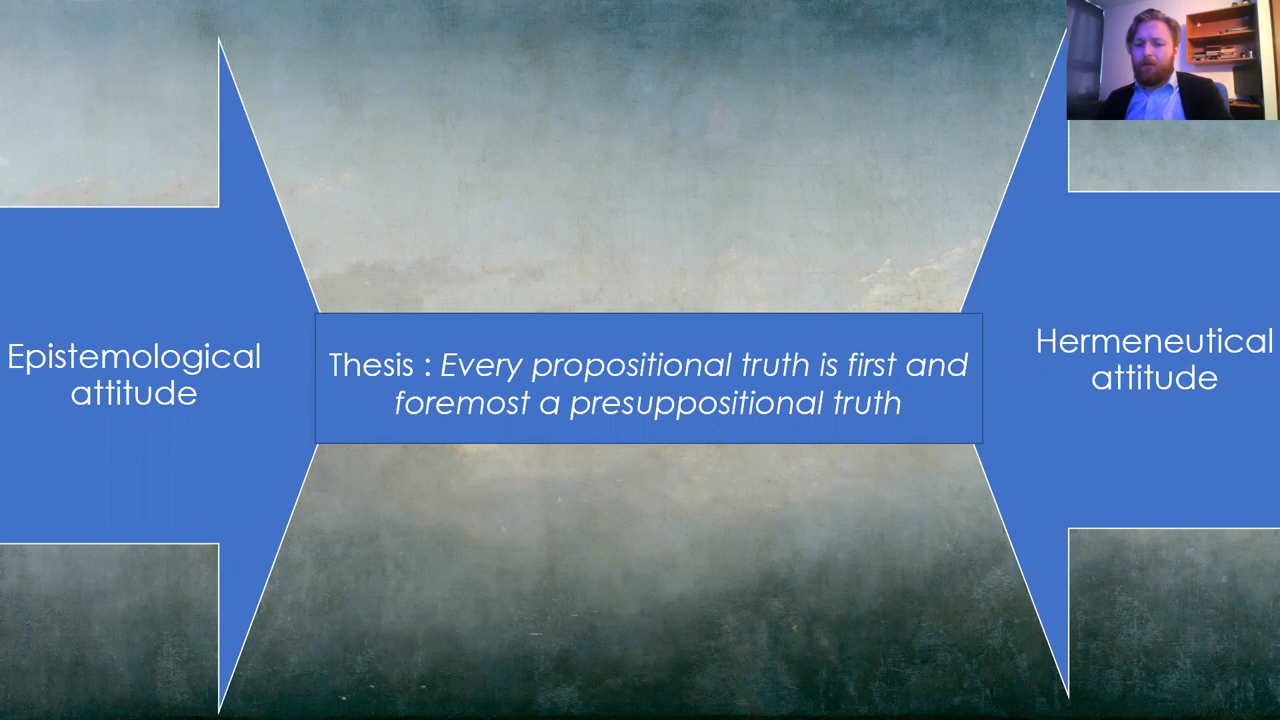 Epistemological
attitude
Thesis : Every propositional truth is first and
foremost a presuppositional truth
Hermeneutical
attitude